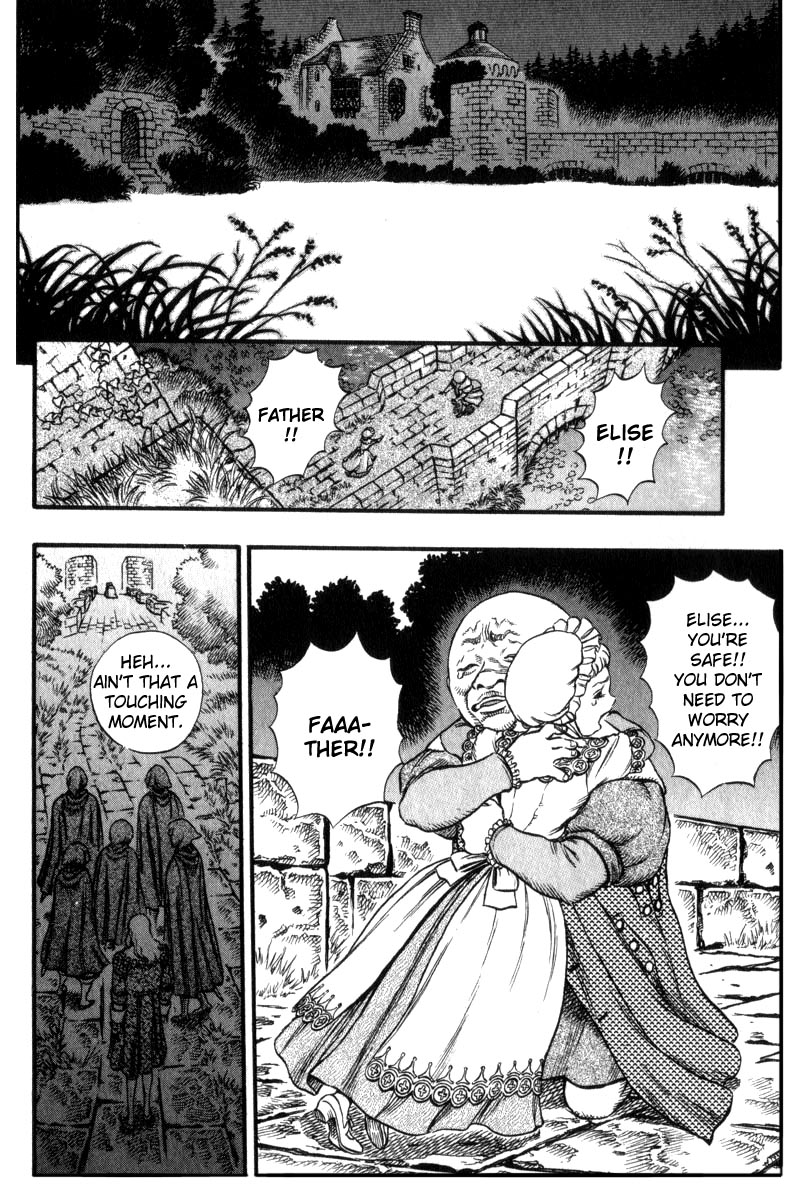 ELISE
!!
FATHER
!!
ELISE...
YOU'RE
SAFE!!
YOU DON'T
NEED TO
WORRY
ANYMORE!!
FAAA-
THER!!
HEH...
AIN'T THAT A
TOUCHING
MOMENT.